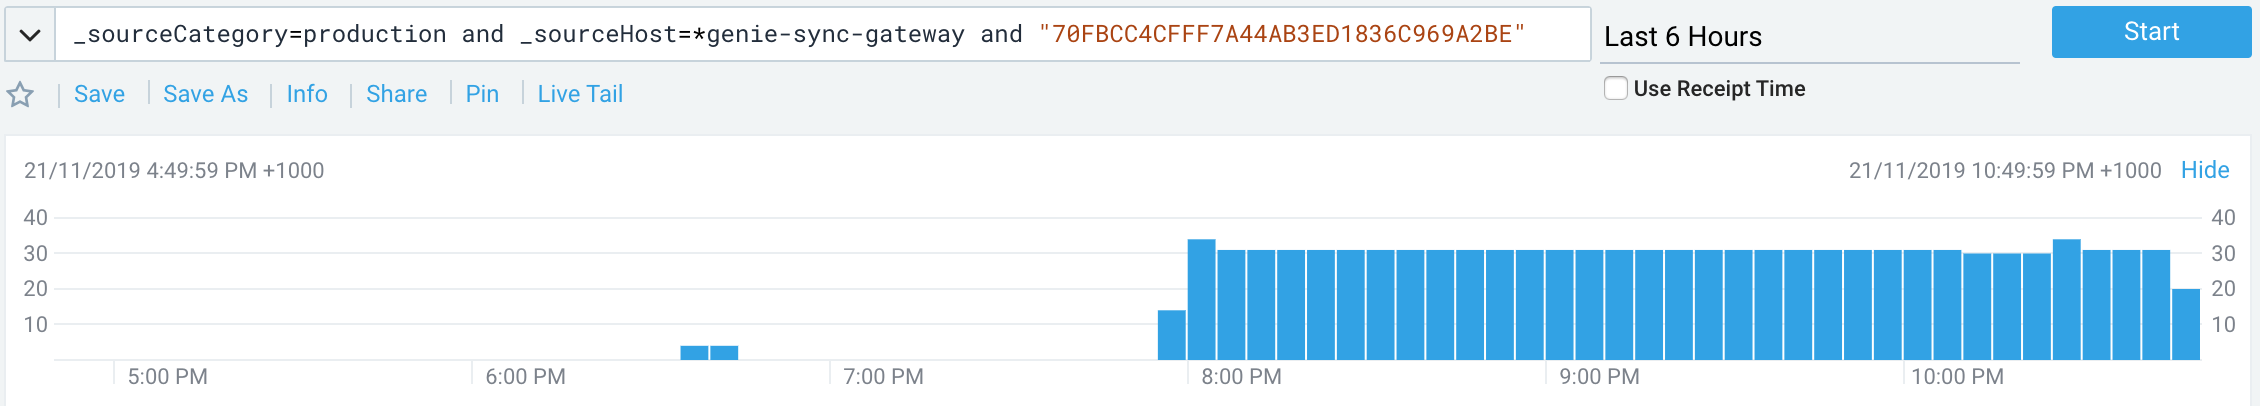 _sourceCategory=production and _sourceHost=*genie-sync-gateway and "70FBCC4CFFF7A44AB3ED1836C969A2BE"
Last 6 Hours
Start
Save
Save As
Info
Share
Pin
Live Tail
Use Receipt Time
21/11/2019 4:49:59 PM +1000
21/11/2019 10:49:59 PM +1000
Hide
40 40
30 30
20 20
10 10
5:00 PM 6:00 PM 7:00 PM 8:00 PM 9:00 PM 10:00 PM